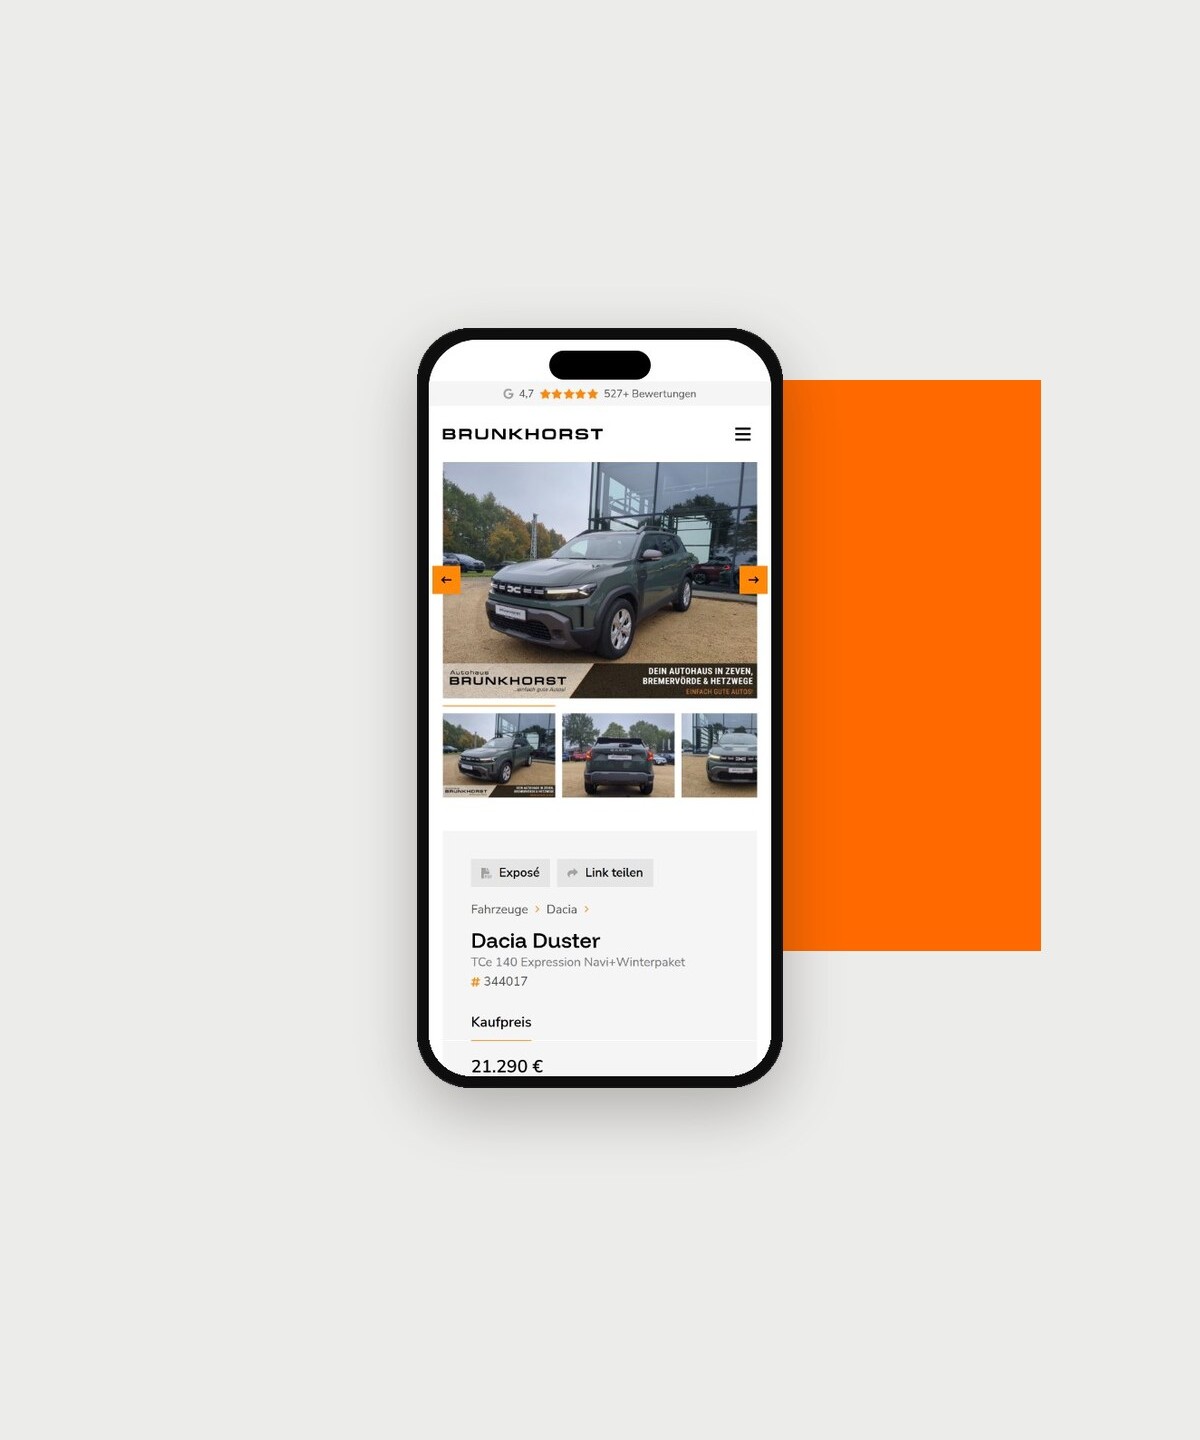 4,7 527+ Bewertungen
BRUNKHORST
Autohaus
BRUNKHORST
...einfach gute Autos!
DEIN AUTOHAUS IN ZEVEN,
BREMERVÖRDE & HETZWEGE
EINFACH GUTE AUTOS!
BRUNKHORST
Exposé
Link teilen
Fahrzeuge > Dacia >
Dacia Duster
TCe 140 Expression Navi+Winterpaket
# 344017
Kaufpreis
21.290 €